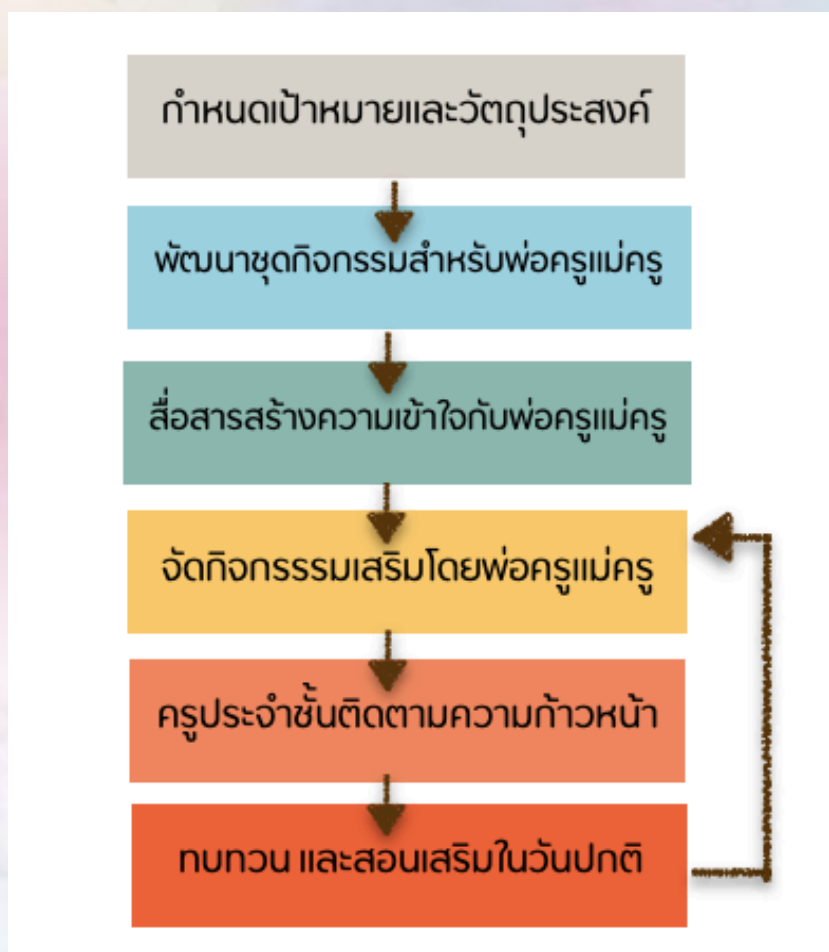 กำหนดเป้าหมายและวัตถุประสงค์
พัฒนาชุดกิจกรรมสำหรับพ่อครูแม่ครู
สื่อสารสร้างความเข้าใจกับพ่อครูแม่ครู
จัดกิจกรรรมเสริมโดยพ่อครูแม่ครู
ครูประจำชั้นติดตามความก้าวหน้า
ทบทวน และสอนเสริมในวันปกติ